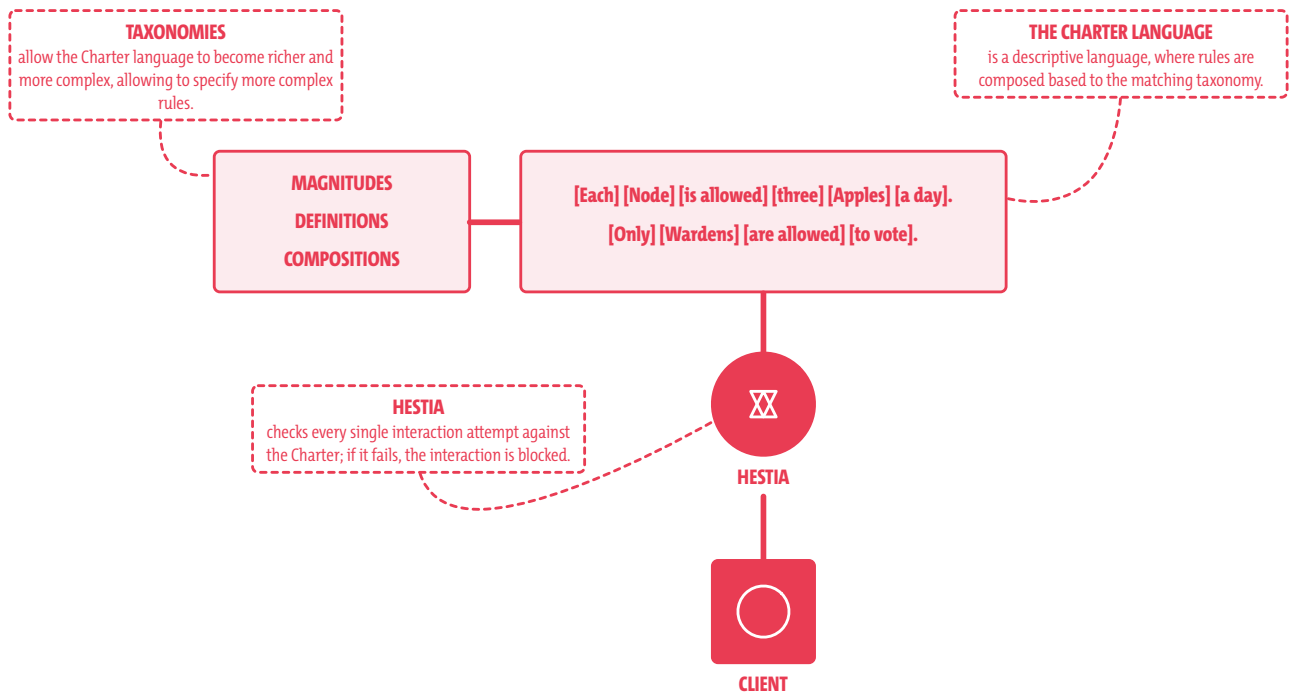 TAXONOMIES
allow the Charter language to become richer and
more complex, allowing to specify more complex
rules.
THE CHARTER LANGUAGE
is a descriptive language, where rules are
composed based to the matching taxonomy.
MAGNITUDES
DEFINITIONS
COMPOSITIONS
[Each] [Node] [is allowed] [three] [Apples] [a day].
[Only] [Wardens] [are allowed] [to vote].
HESTIA
checks every single interaction attempt against
the Charter; if it fails, the interaction is blocked.
HESTIA
CLIENT